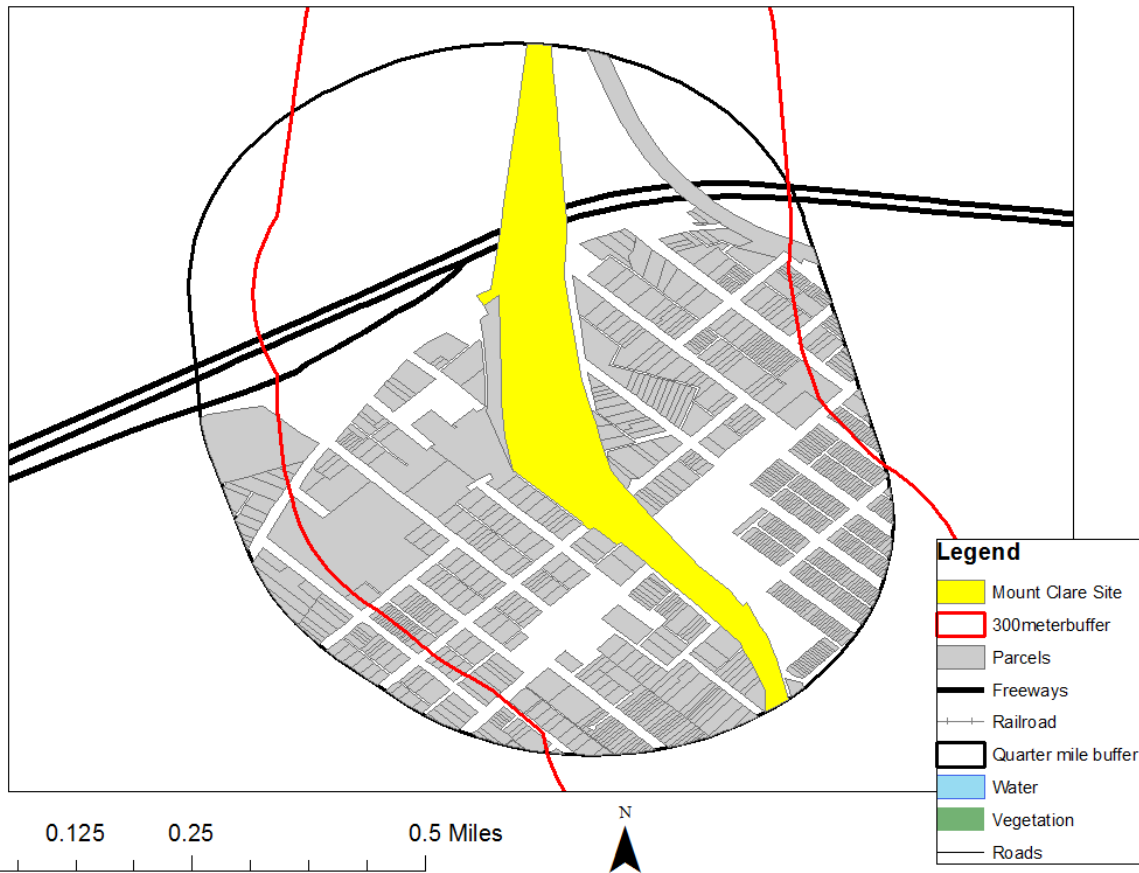 Legend
Mount Clare Site
300meterbuffer
Parcels
Freeways
Railroad
Quarter mile buffer
Water
Vegetation
Roads
0.125 0.25 0.5 Miles
N